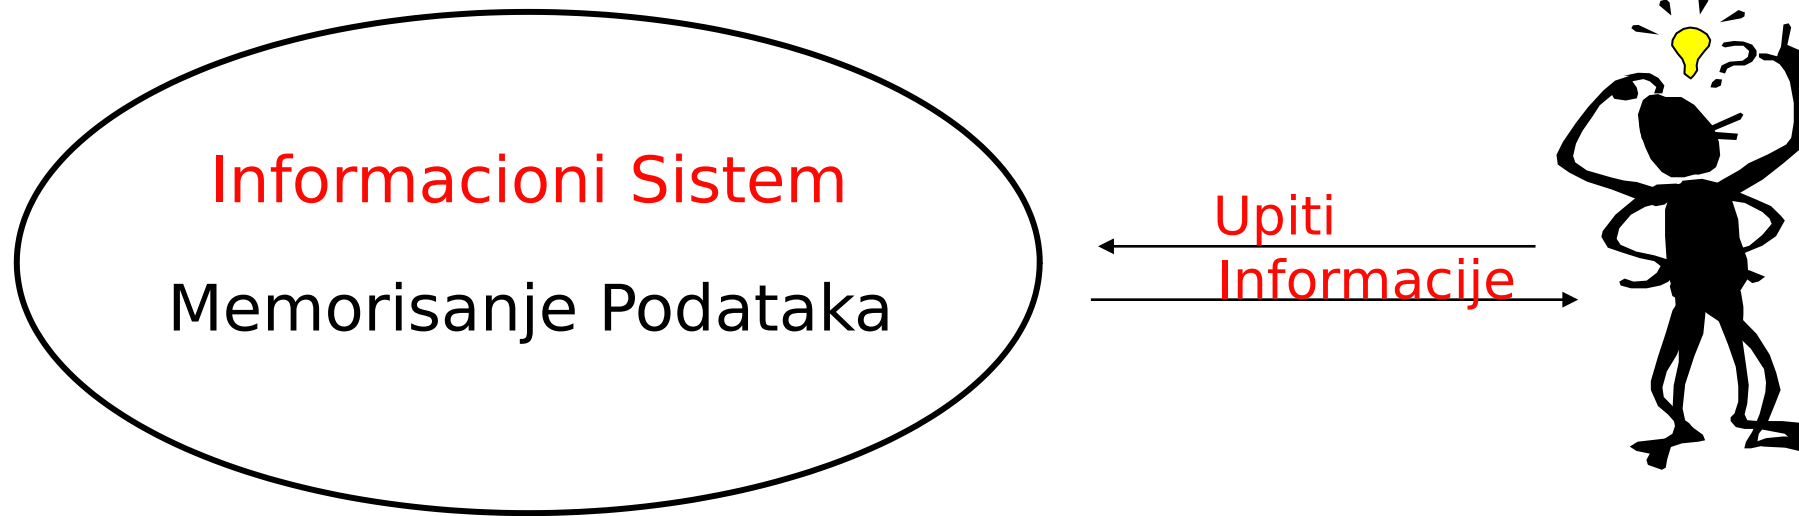 Informacioni Sistem
Memorisanje Podataka
Upiti
Informacije
?